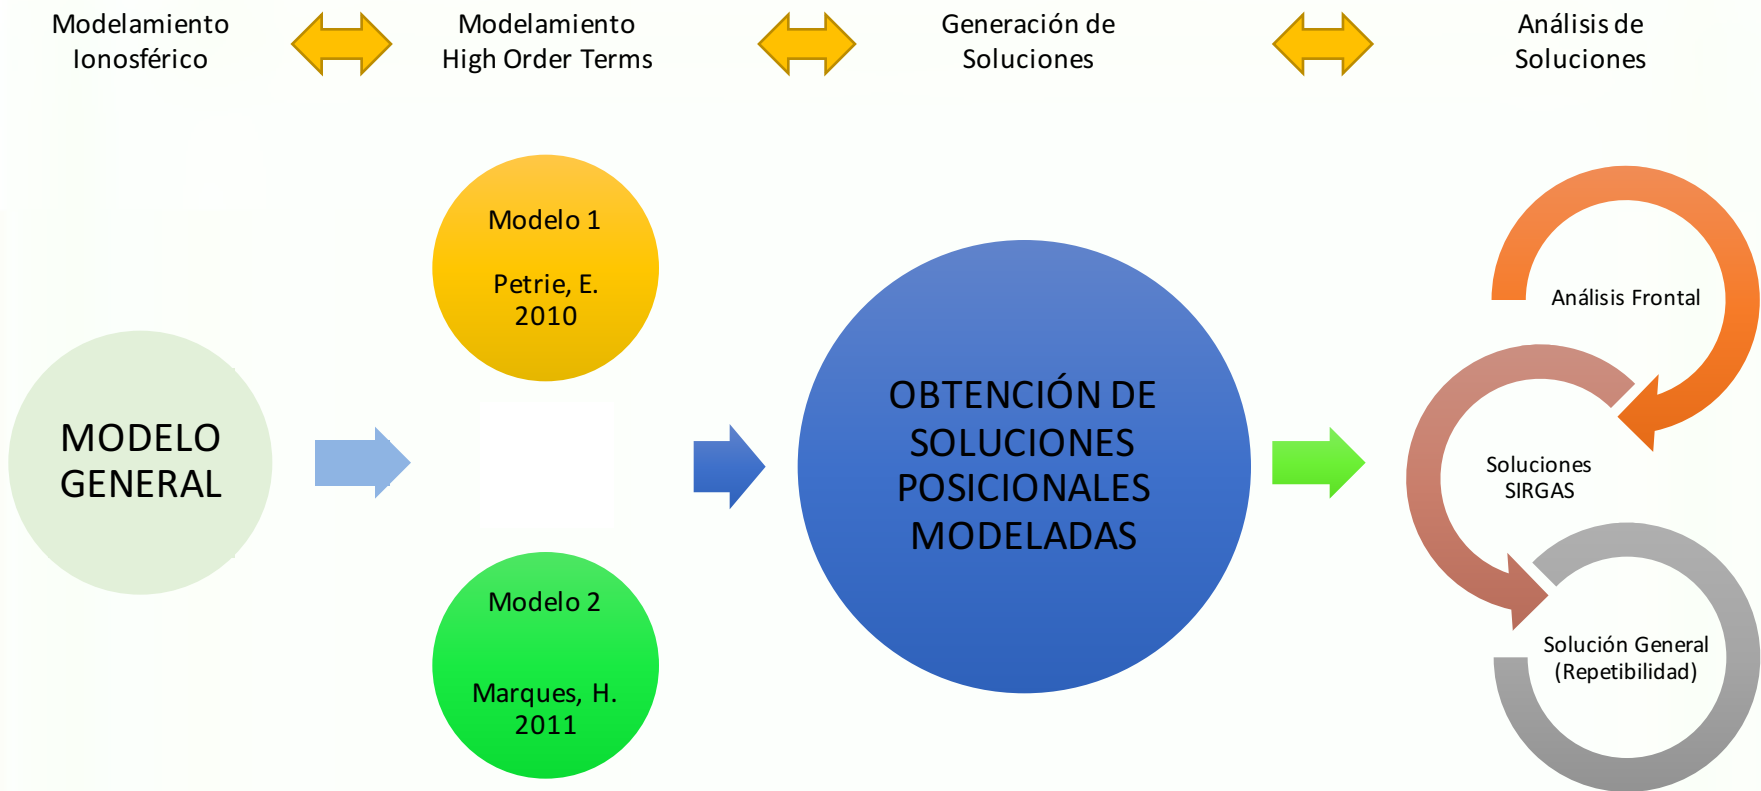 Modelamiento
Ionosférico
Modelamiento
High Order Terms
Generación de
Soluciones
Análisis de
Soluciones
MODELO
GENERAL
Modelo 1
Petrie, E.
2010
Modelo 2
Marques, H.
2011
OBTENCIÓN DE
SOLUCIONES
POSICIONALES
MODELADAS
Análisis Frontal
Soluciones
SIRGAS
Solución General
(Repetibilidad)